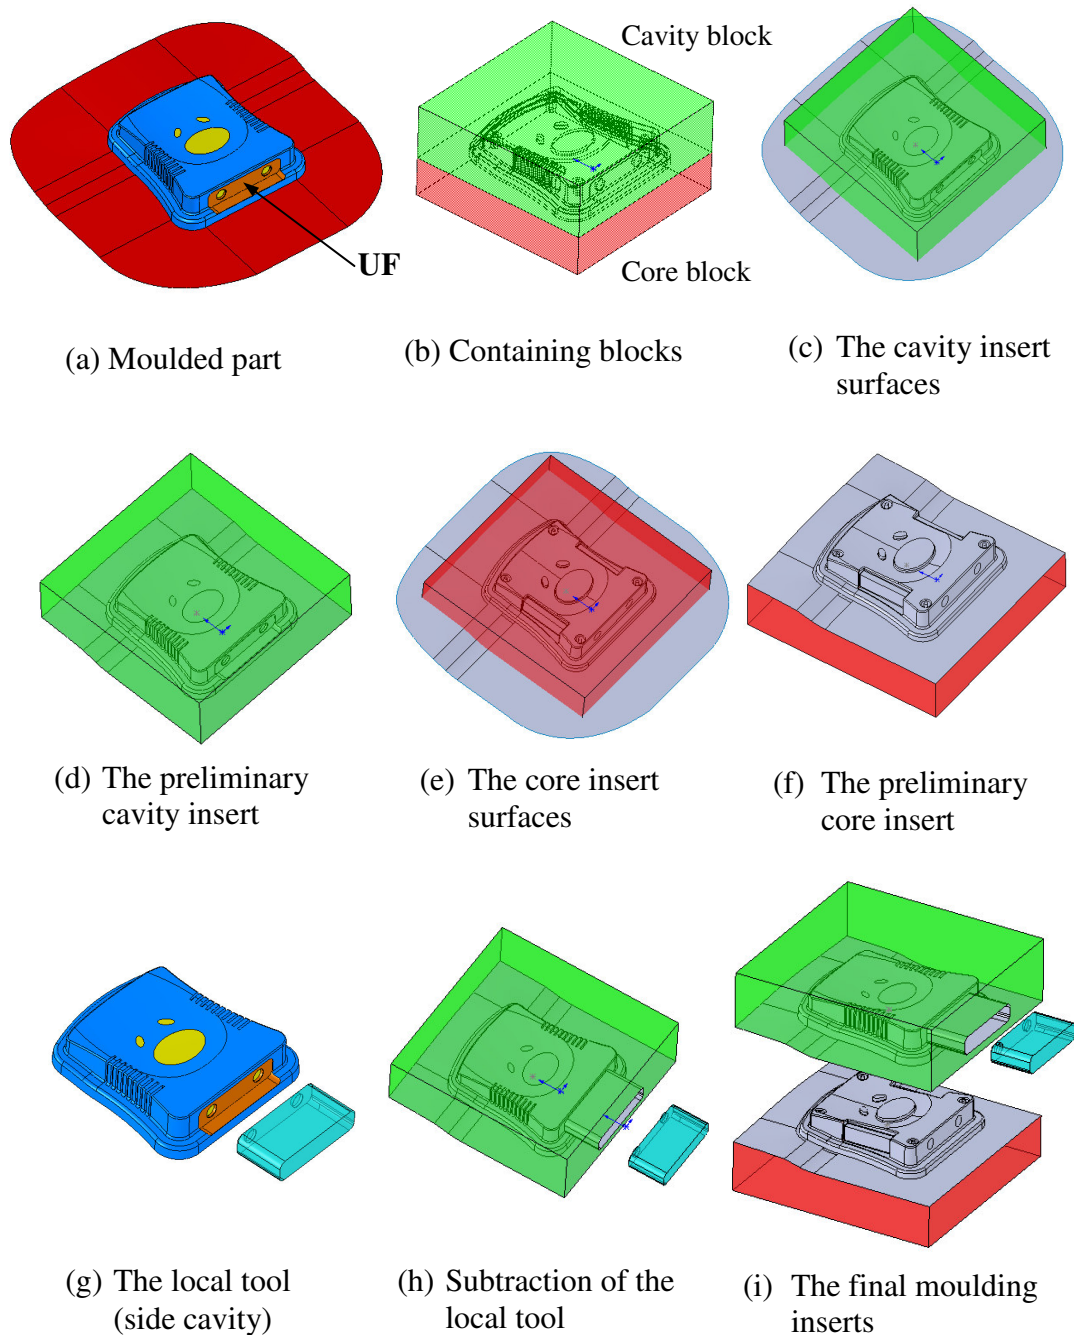 Cavity block
UF
Core block
(a) Moulded part
(b) Containing blocks
(c) The cavity insert
surfaces
(d) The preliminary
cavity insert
(e) The core insert
surfaces
(f) The preliminary
core insert
(g) The local tool
(side cavity)
(h) Subtraction of the
local tool
(i) The final moulding
inserts